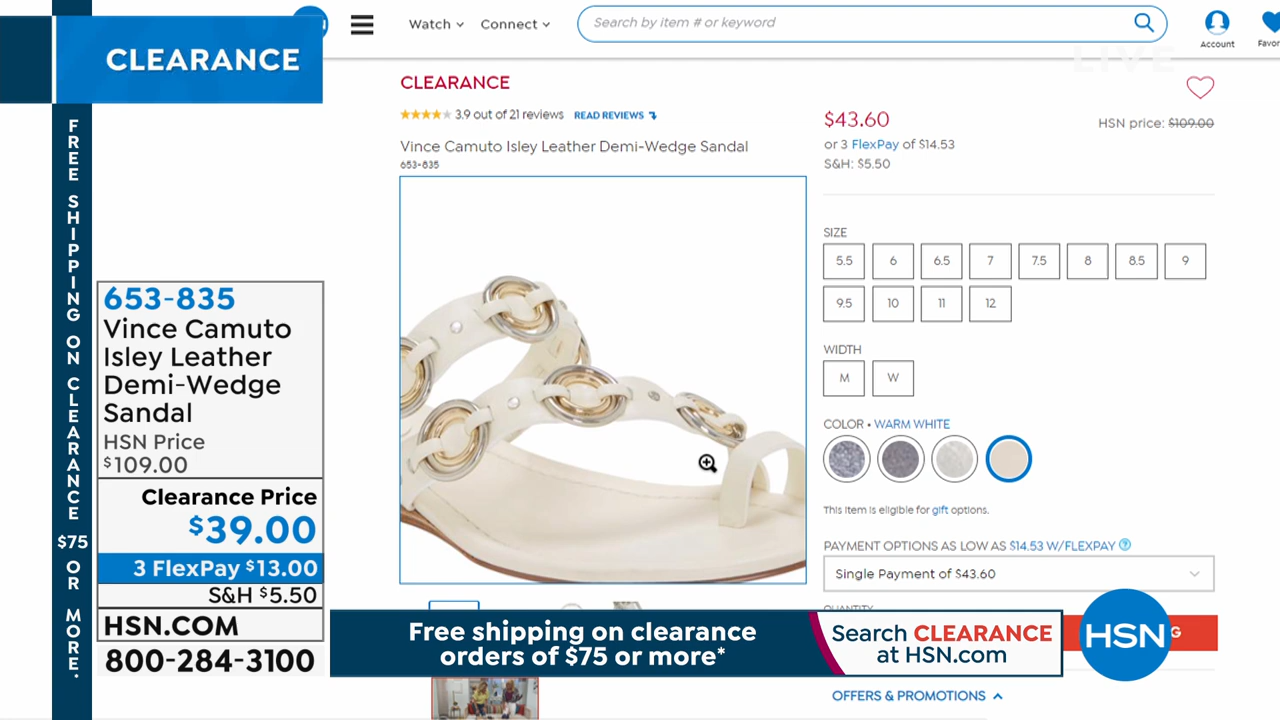 CLEARANCE
FREE SHIPPING ON CLEARANCE $75 OR MORE.
653-835
Vince Camuto
Isley Leather
Demi-Wedge
Sandal
HSN Price
$109.00
Clearance Price
$39.00
3 FlexPay $13.00
S&H $5.50
HSN.COM
800-284-3100
Watch
Connect
Search by item # or keyword
Account
LIVE
CLEARANCE
3.9 out of 21 reviews READ REVIEWS
Vince Camuto Isley Leather Demi-Wedge Sandal
653-835
$43.60
HSN price: $109.00
or 3 FlexPay of $14.53
S&H: $5.50
SIZE
5.5 6 6.5 7 7.5 8 8.5 9
9.5 10 11 12
WIDTH
M W
COLOR • WARM WHITE
This item is eligible for gift options.
PAYMENT OPTIONS AS LOW AS $14.53 W/FLEXPAY ?
Single Payment of $43.60
QUANTITY
Free shipping on clearance
orders of $75 or more*
Search CLEARANCE
at HSN.com
HSN
OFFERS & PROMOTIONS